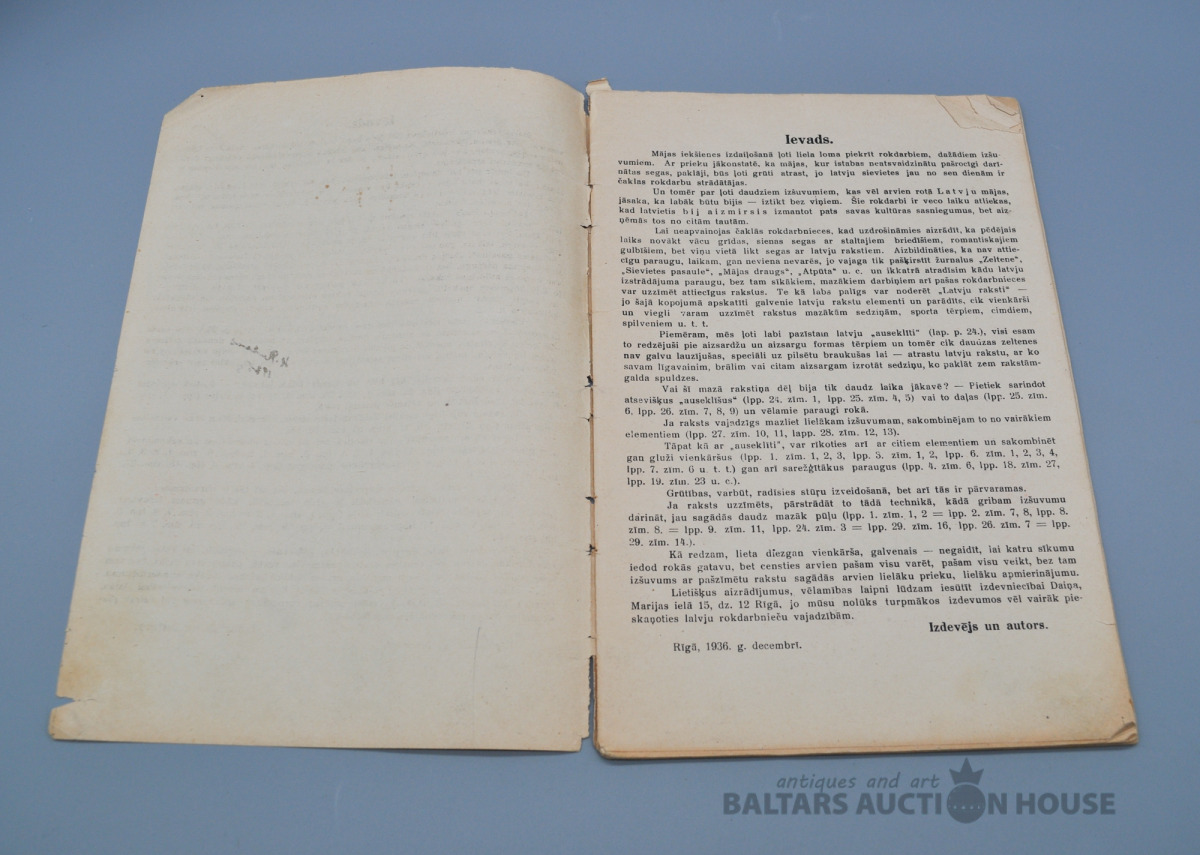 Ievads.
Mājas iekšienes izdaiļošanā ļoti liela loma piekrīt rokdarbiem, dažādiem izšu-
vumiem. Ar prieku jākonstatē, ka mājas, kur istabas neatsvaidzinātu pašrocīgi darī-
nātas segas, paklāji, būs ļoti grūti atrast, jo latvju sievietes jau no sen dienām ir
čaklas rokdarbu strādātājas.
Un tomēr par ļoti daudziem izšuvumiem, kas vēl arvien rotā Latvju mājas,
jāsaka, ka labāk būtu bijis — iztikt bez viņiem. Šie rokdarbi ir veco laiku atliekas,
kad latvietis bij aizmirsis izmantot pats savas kultūras sasniegumus, bet aiz-
ņēmās tos no citām tautām.
Lai neapvainojas čaklās rokdarbnieces, kad uzdrošināmies aizrādīt, ka pēdējais
laiks novākt vācu grīdas, sienas segas ar staltajiem briedīšiem, romantiskajiem
gulbīšiem, bet viņu vietā likt segas ar latvju rakstiem. Aizbildināties, ka nav attie-
cīgu paraugu, laikam, gan neviena nevarēs, jo vajaga tik pašķirstīt žurnalus „Zeltene",
„Sievietes pasaule", „Mājas draugs", „Atpūta" u. c. un ikkatrā atradīsim kādu latvju
izstrādājuma paraugu, bez tam sīkākiem, mazākiem darbiņiem arī pašas rokdarbnieces
var uzzīmēt attiecīgus rakstus. Te kā labs palīgs var noderēt „Latvju raksti" —
jo šajā kopojumā apskatīti galvenie latvju rakstu elementi un parādīts, cik vienkārši
un viegli varam uzzīmēt rakstus mazākām sedziņām, sporta tērpiem, cimdiem,
spilveniem u. t. t.
Piemēram, mēs ļoti labi pazīstam latvju „auseklīti" (lap. p. 24.), visi esam
to redzējuši pie aizsardžu un aizsargu formas tērpiem un tomēr cik daudzas zeltenes
nav galvu lauzījušas, speciāli uz pilsētu braukušas lai — atrastu latvju rakstu, ar ko
savam līgavainim, brālim vai citam aizsargam izrotāt sedziņu, ko paklāt zem rakstām-
galda spuldzes.
Vai šī mazā rakstiņa dēļ bija tik daudz laika jākavē? — Pietiek sarindot
atsevišķus „auseklīšus" (lpp. 24. zīm. 1, lpp. 25. zīm. 4, 5) vai to daļas (lpp. 25. zīm.
6, lpp. 26. zīm. 7, 8, 9) un vēlamie paraugi rokā.
Ja raksts vajadzīgs mazliet lielākam izšuvumam, sakombinējam to no vairākiem
elementiem (lpp. 27. zīm. 10, 11, lapp. 28. zīm. 12, 13).
Tāpat kā ar „auseklīti", var rīkoties arī ar citiem elementiem un sakombinēt
gan gluži vienkāršus (lpp. 1. zīm. 1, 2, 3, lpp. 5. zīm. 1, 2, lpp. 6. zīm. 1, 2, 3, 4,
lpp. 7. zīm. 6 u. t. t.) gan arī sarežģītākus paraugus (lpp. 4. zīm. 6, lpp. 18. zīm. 27,
lpp. 19. zīm. 23 u. c.).
Grūtības, varbūt, radīsies stūŗu izveidošanā, bet arī tās ir pārvaramas.
Ja raksts uzzīmēts, pārstrādāt to tādā technikā, kādā gribam izšuvumu
darināt, jau sagādās daudz mazāk pūļu (lpp. 1. zīm. 1, 2 = lpp. 2. zīm. 7, 8, lpp. 8.
zīm. 8. = lpp. 9. zīm. 11, lpp. 24. zīm. 3 = lpp. 29. zīm. 16, lpp. 26. zīm. 7 = lpp.
29. zīm. 14.).
Kā redzam, lieta diezgan vienkārša, galvenais — negaidīt, lai katru sīkumu
iedod rokās gatavu, bet censties arvien pašam visu varēt, pašam visu veikt, bez tam
izšuvums ar pašzīmētu rakstu sagādās arvien lielāku prieku, lielāku apmierinājumu.
Lietišķus aizrādījumus, vēlamības laipni lūdzam iesūtīt izdevniecībai Daiņa,
Marijas ielā 15, dz. 12 Rīgā, jo mūsu nolūks turpmākos izdevumos vēl vairāk pie-
skaņoties latvju rokdarbnieču vajadzībām.
Izdevējs un autors.
Rīgā, 1936. g. decembrī.
antiques and art
BALTARS AUCTION HOUSE